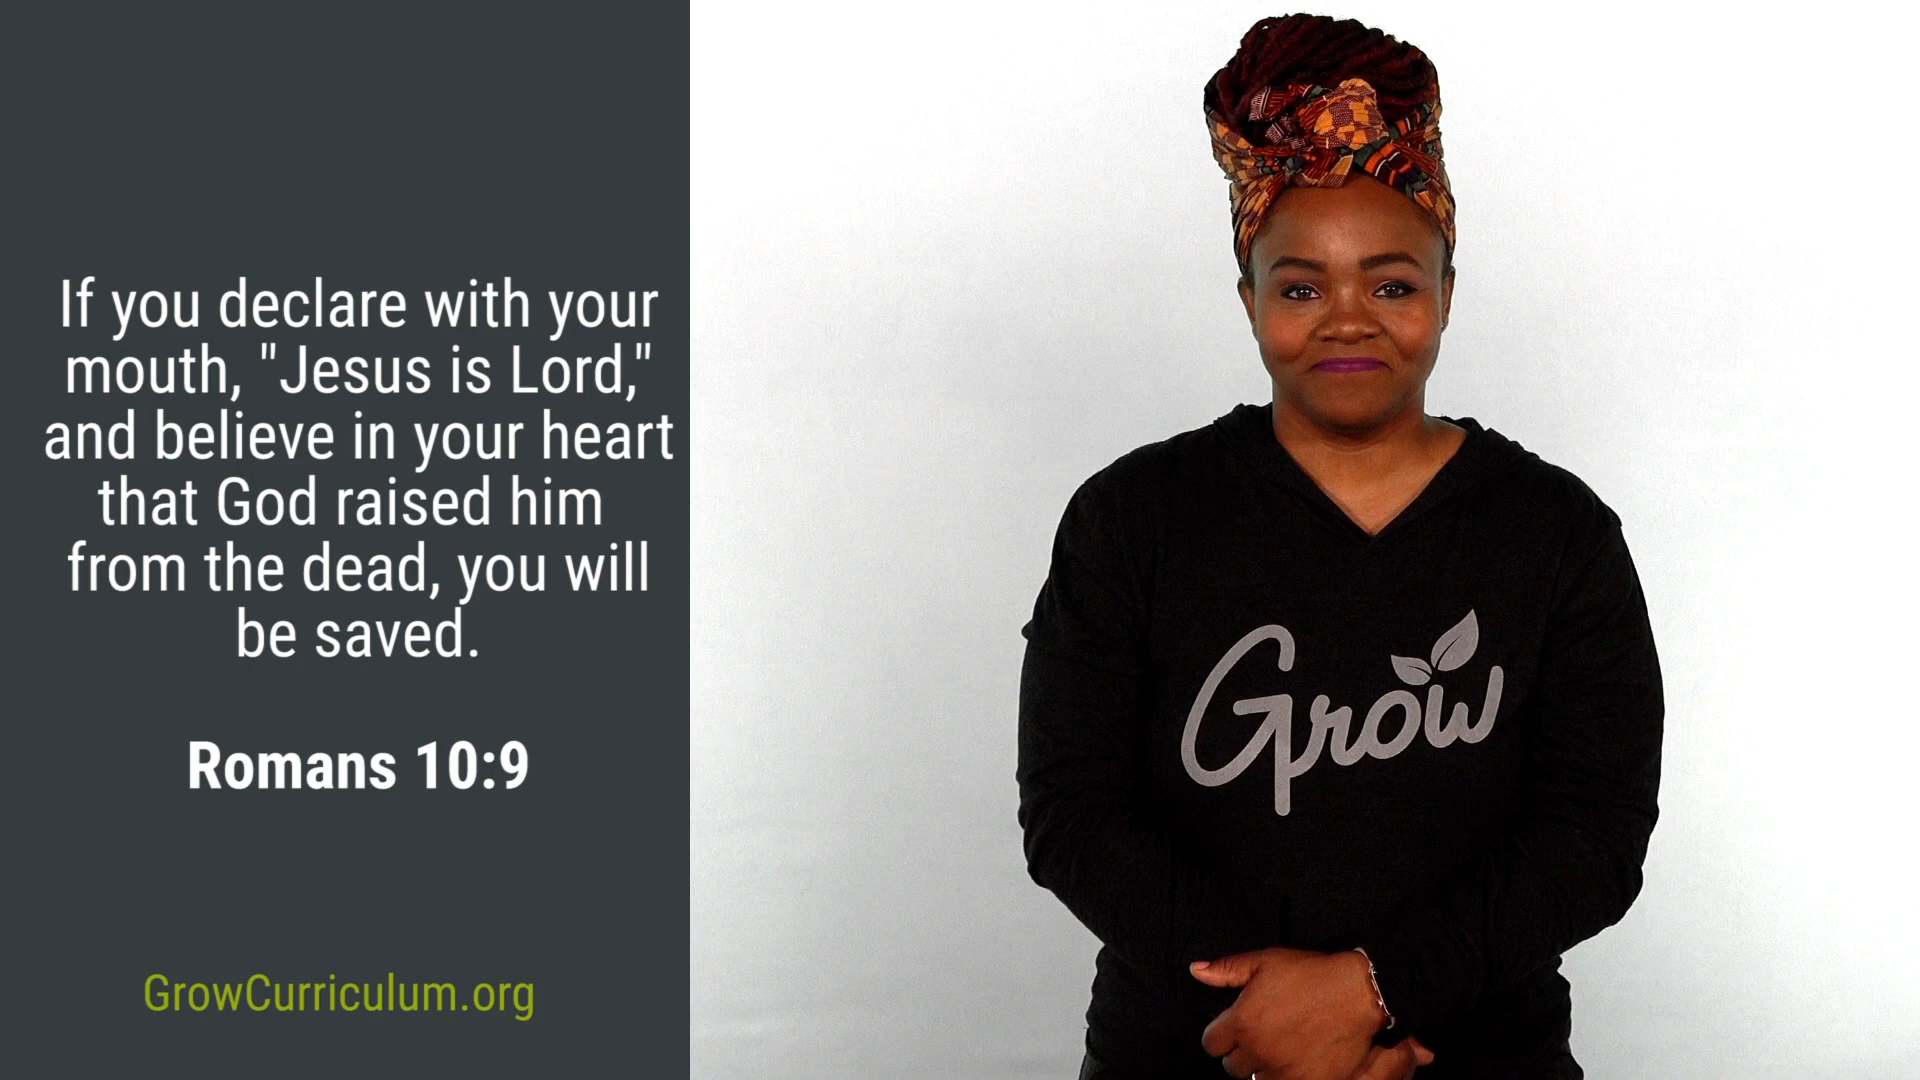 If you declare with your
mouth, "Jesus is Lord,"
and believe in your heart
that God raised him
from the dead, you will
be saved.
Romans 10:9
GrowCurriculum.org
Grow